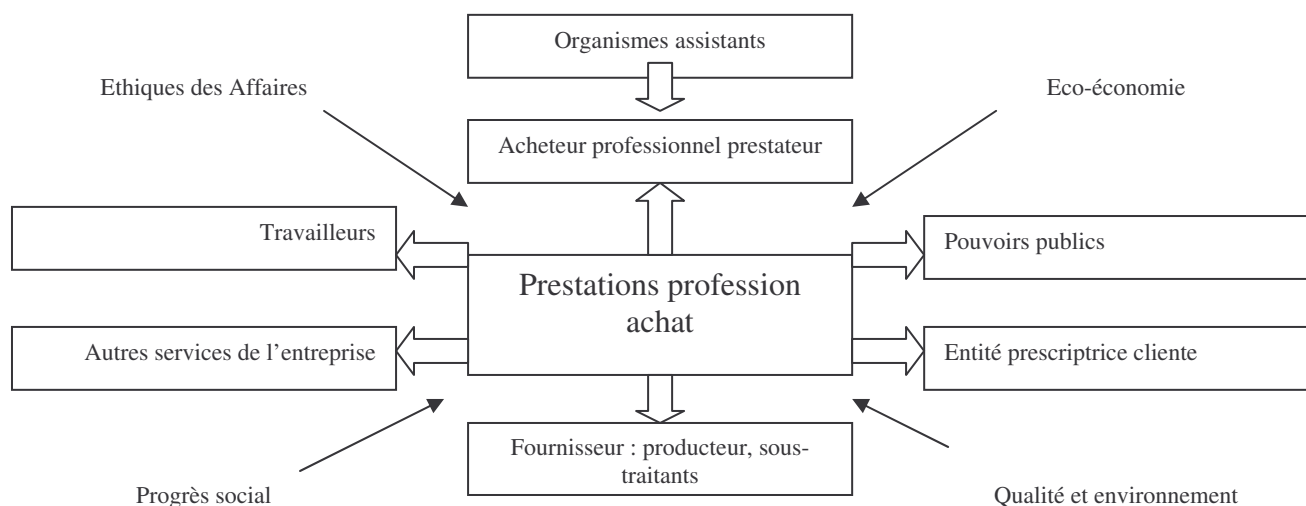 Organismes assistants
Ethiques des Affaires
Eco-économie
Acheteur professionnel prestateur
Travailleurs
Pouvoirs publics
Prestations profession
achat
Autres services de l’entreprise
Entité prescriptrice cliente
Fournisseur : producteur, sous-
traitants
Progrès social
Qualité et environnement